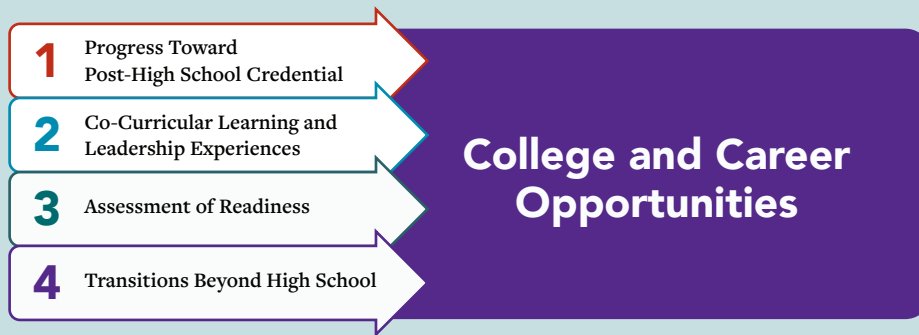 1
Progress Toward
Post-High School Credential
2
Co-Curricular Learning and
Leadership Experiences
3
Assessment of Readiness
4
Transitions Beyond High School
College and Career
Opportunities